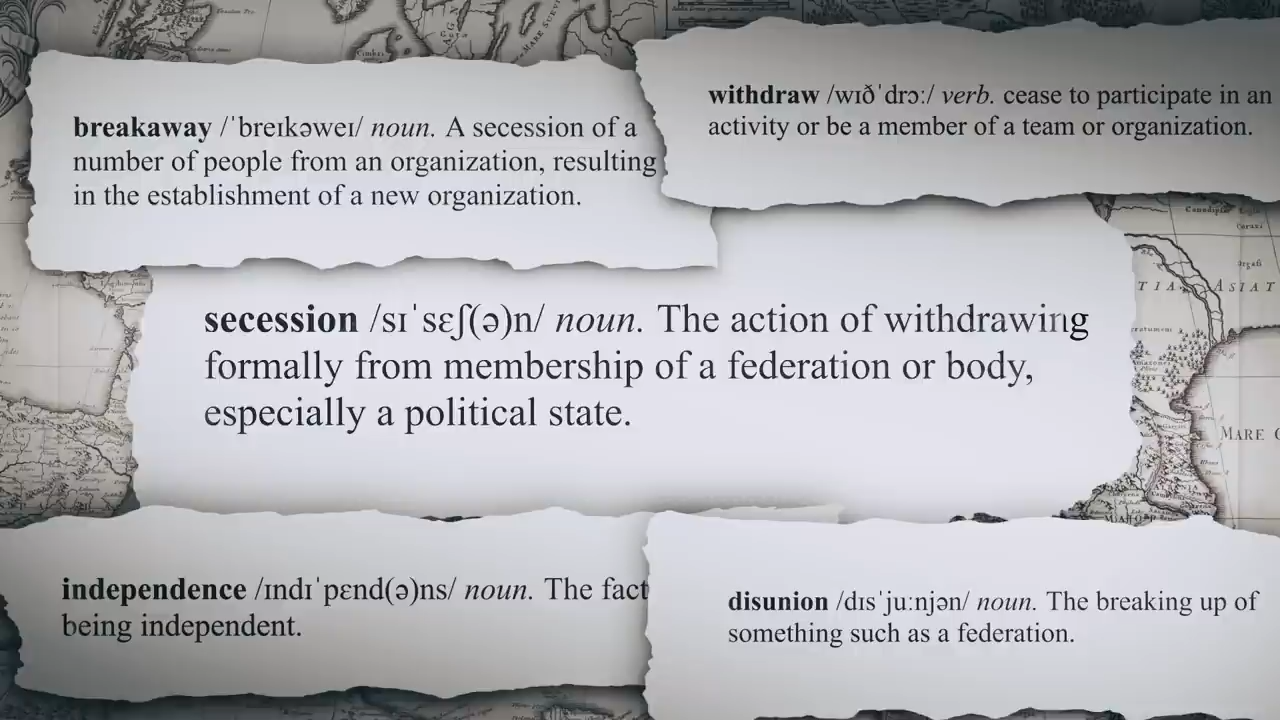 breakaway /ˈbreɪkəweɪ/ noun. A secession of a
number of people from an organization, resulting
in the establishment of a new organization.
withdraw /wɪðˈdrɔː/ verb. cease to participate in an
activity or be a member of a team or organization.
secession /sɪˈsɛʃ(ə)n/ noun. The action of withdrawing
formally from membership of a federation or body,
especially a political state.
independence /ɪndɪˈpɛnd(ə)ns/ noun. The fact
being independent.
disunion /dɪsˈjuːnjən/ noun. The breaking up of
something such as a federation.
ASIAT
MARE